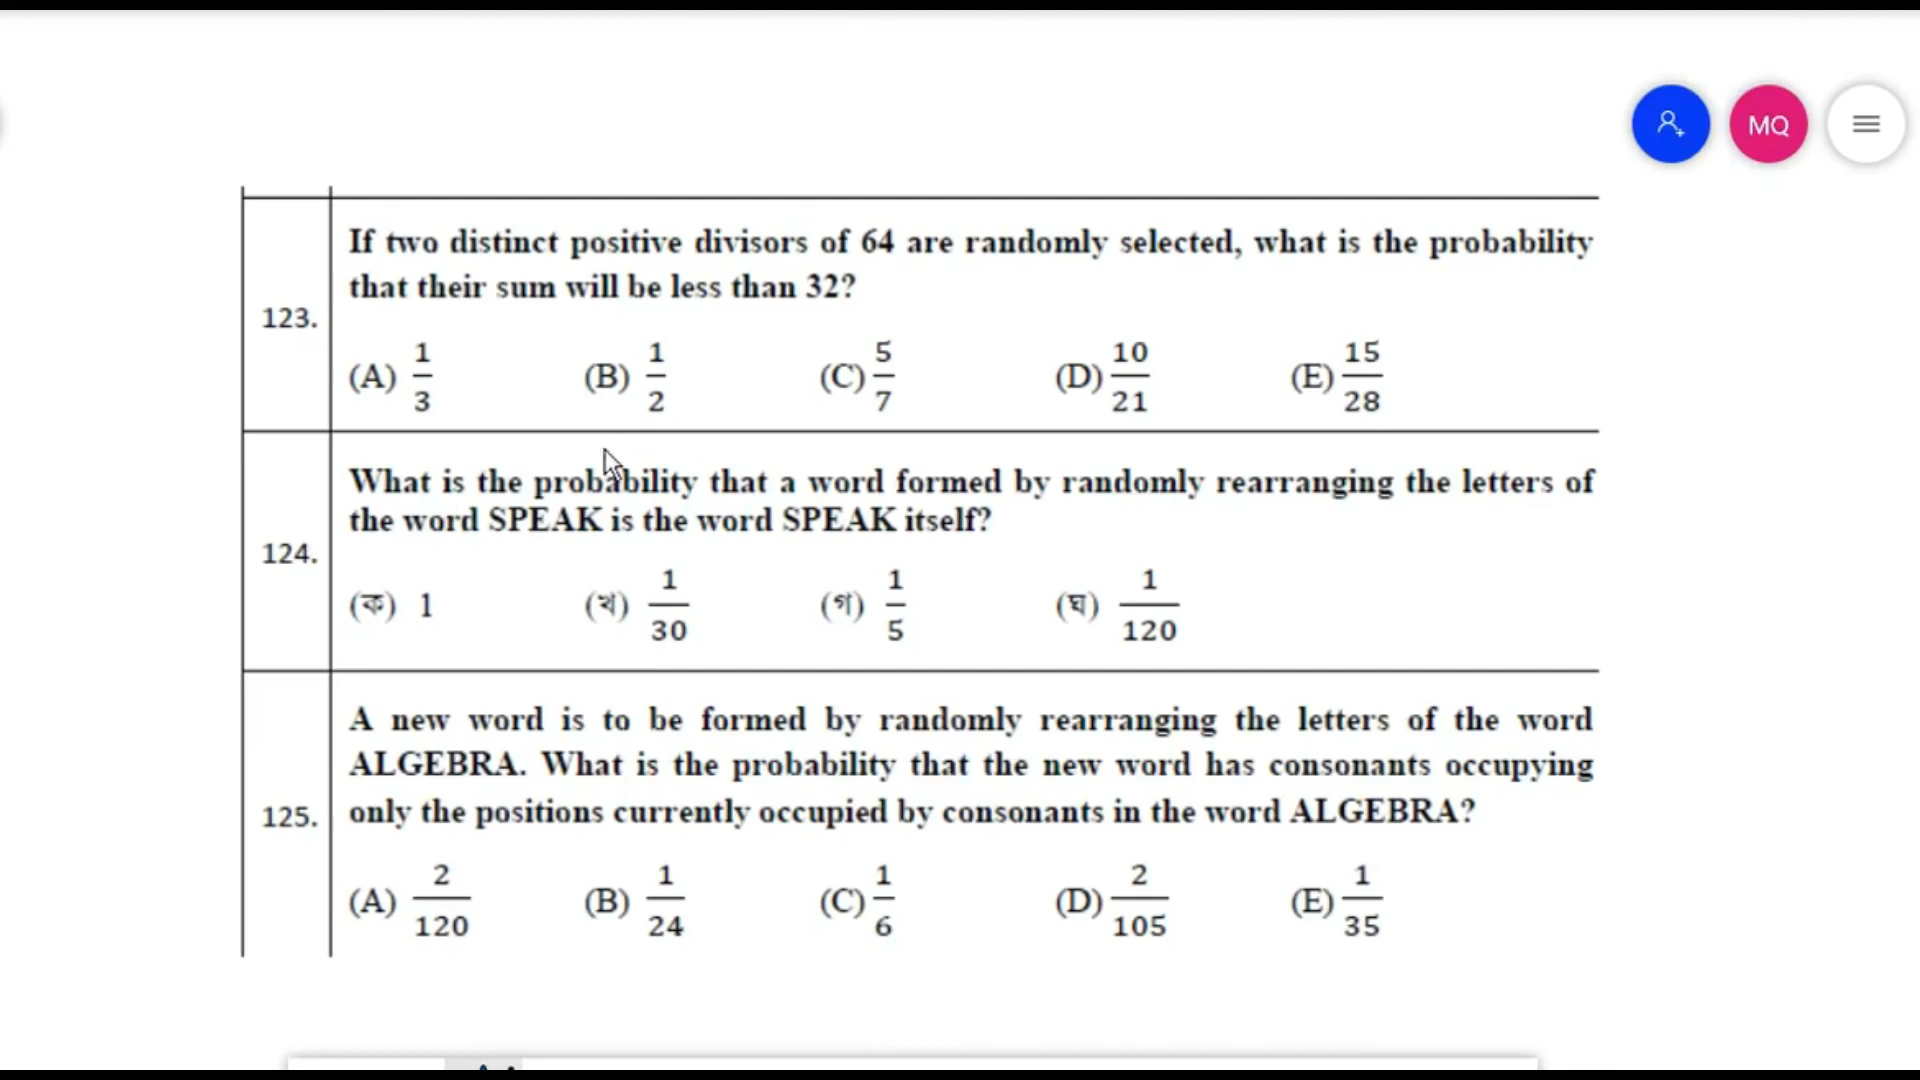 MQ
If two distinct positive divisors of 64 are randomly selected, what is the probability
that their sum will be less than 32?
123.
(A) 1/3 (B) 1/2 (C) 5/7 (D) 10/21 (E) 15/28
What is the probability that a word formed by randomly rearranging the letters of
the word SPEAK is the word SPEAK itself?
124.
(ক) 1 (খ) 1/30 (গ) 1/5 (ঘ) 1/120
A new word is to be formed by randomly rearranging the letters of the word
ALGEBRA. What is the probability that the new word has consonants occupying
125. only the positions currently occupied by consonants in the word ALGEBRA?
(A) 2/120 (B) 1/24 (C) 1/6 (D) 2/105 (E) 1/35